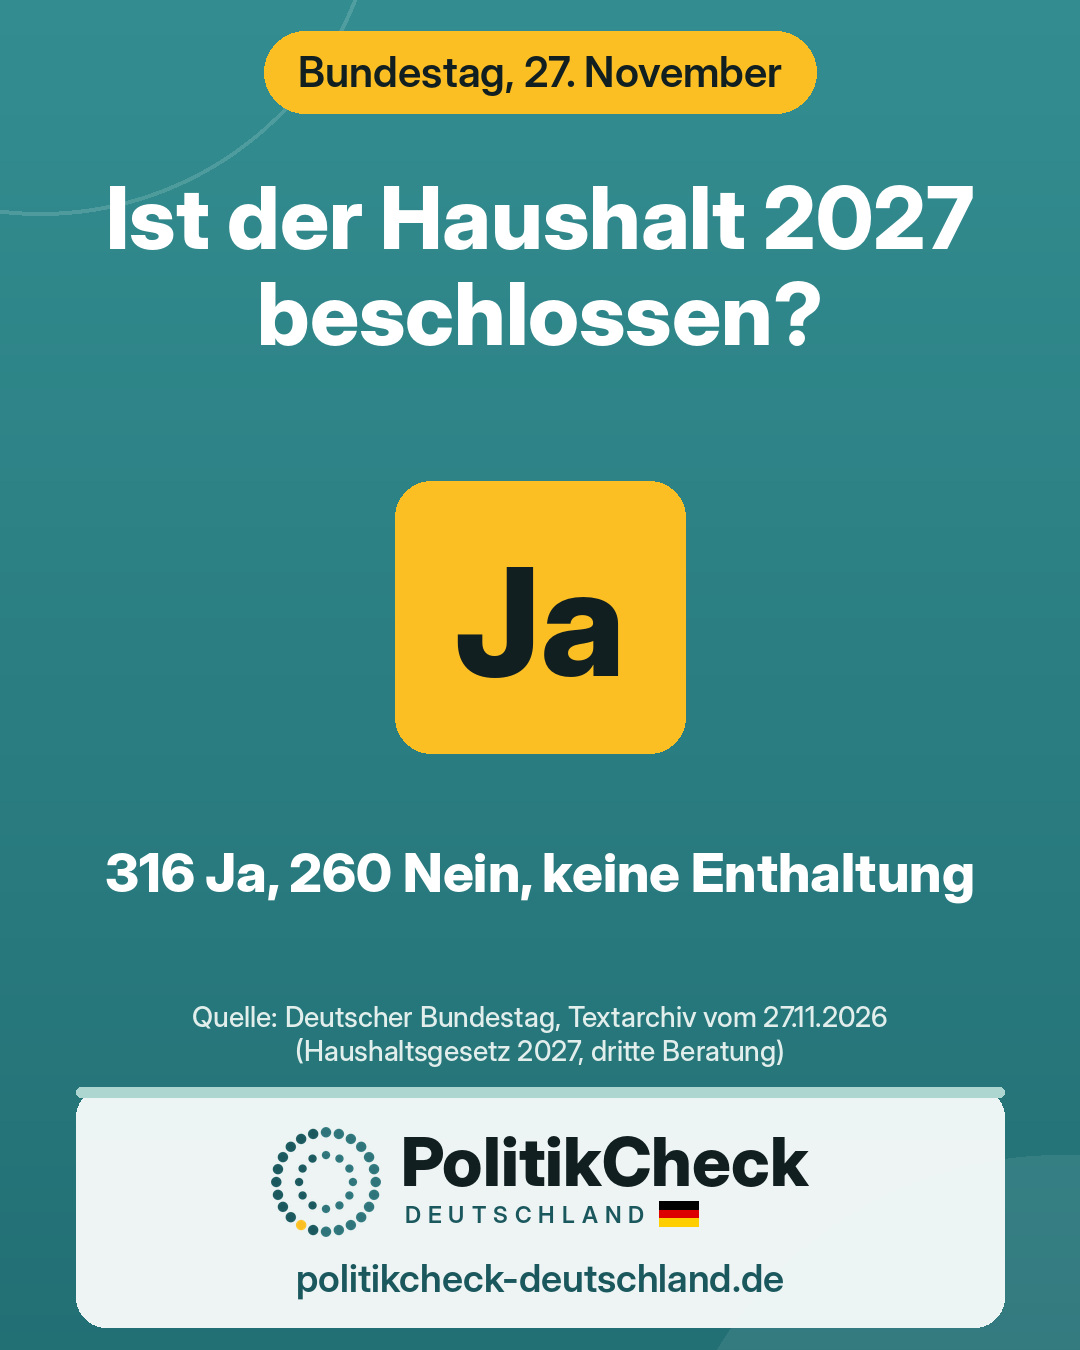 Bundestag, 27. November
Ist der Haushalt 2027
beschlossen?
Ja
316 Ja, 260 Nein, keine Enthaltung
Quelle: Deutscher Bundestag, Textarchiv vom 27.11.2026
(Haushaltsgesetz 2027, dritte Beratung)
PolitikCheck
DEUTSCHLAND
politikcheck-deutschland.de